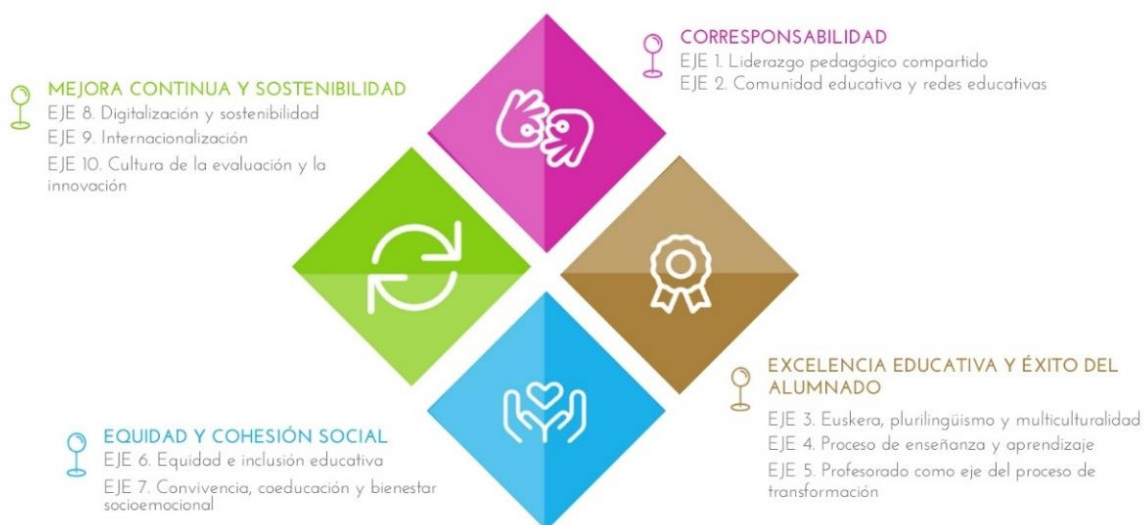 CORRESPONSABILIDAD
EJE 1. Liderazgo pedagógico compartido
EJE 2. Comunidad educativa y redes educativas
EXCELENCIA EDUCATIVA Y ÉXITO DEL
ALUMNADO
EJE 3. Euskera, plurilingüismo y multiculturalidad
EJE 4. Proceso de enseñanza y aprendizaje
EJE 5. Profesorado como eje del proceso de
transformación
EQUIDAD Y COHESIÓN SOCIAL
EJE 6. Equidad e inclusión educativa
EJE 7. Convivencia, coeducación y bienestar
socioemocional
MEJORA CONTINUA Y SOSTENIBILIDAD
EJE 8. Digitalización y sostenibilidad
EJE 9. Internacionalización
EJE 10. Cultura de la evaluación y la
innovación